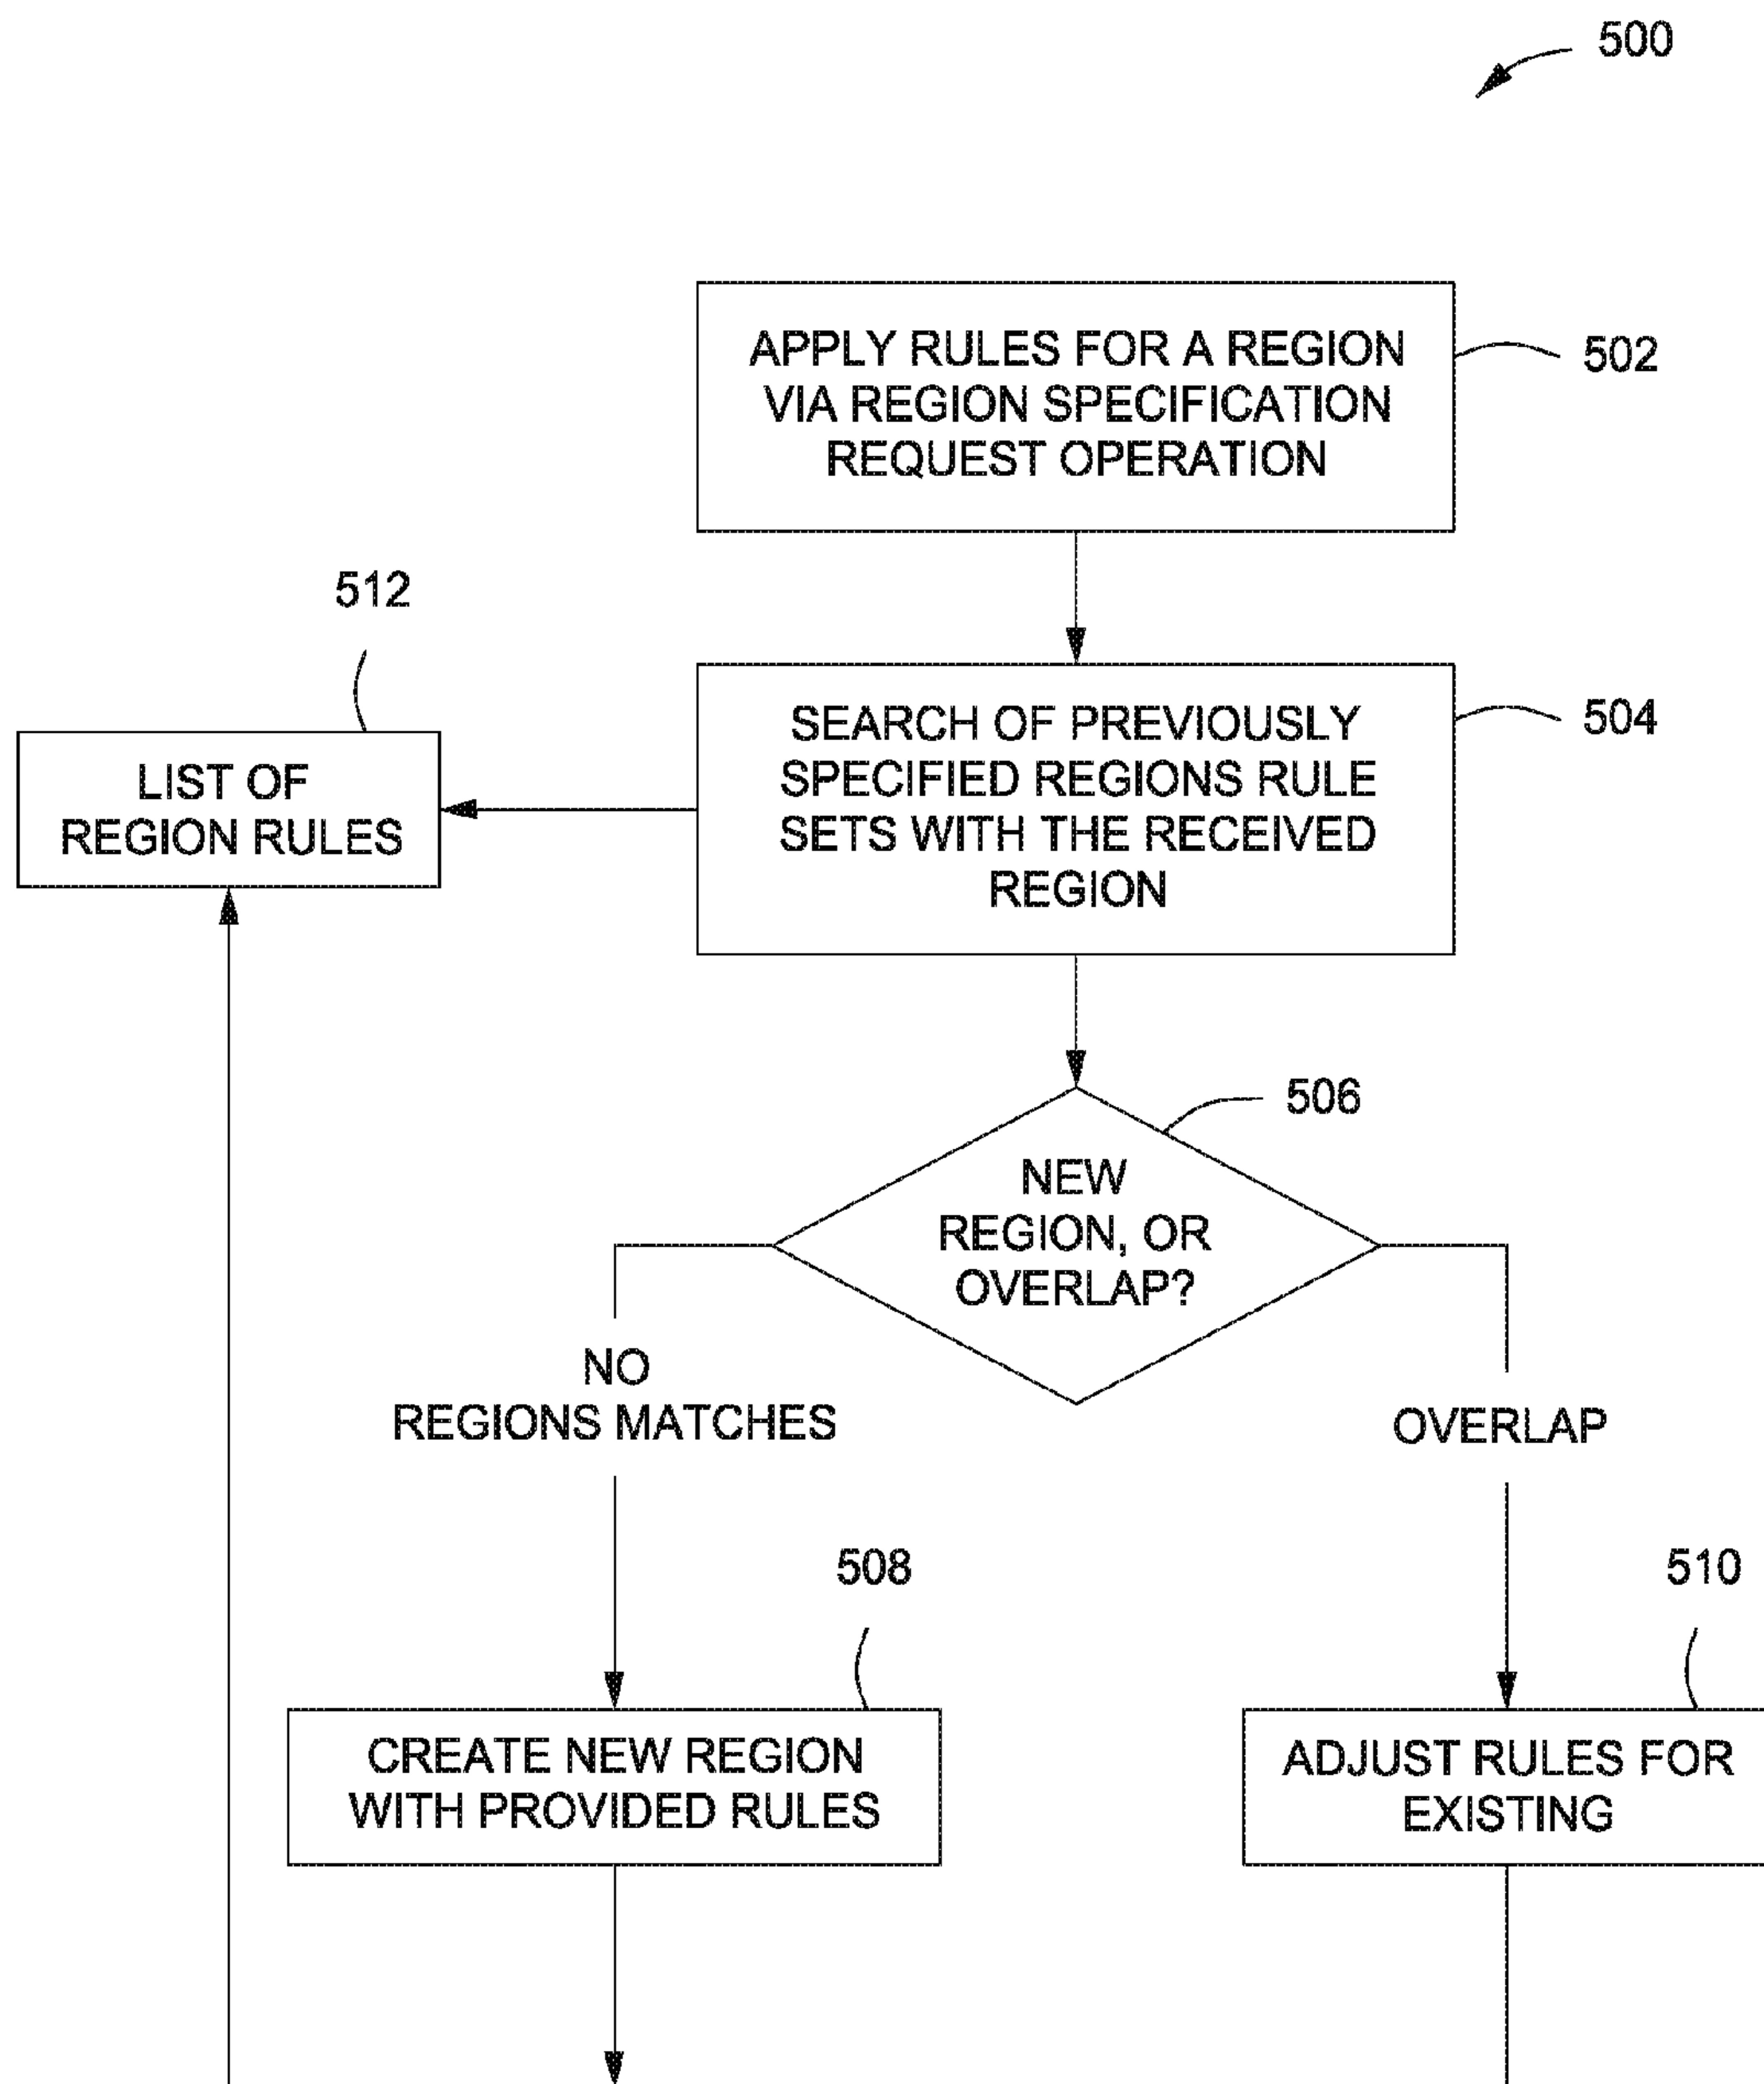 500
APPLY RULES FOR A REGION
VIA REGION SPECIFICATION
REQUEST OPERATION
502
512
LIST OF
REGION RULES
SEARCH OF PREVIOUSLY
SPECIFIED REGIONS RULE
SETS WITH THE RECEIVED
REGION
504
506
NEW
REGION, OR
OVERLAP?
NO
REGIONS MATCHES
OVERLAP
508
510
CREATE NEW REGION
WITH PROVIDED RULES
ADJUST RULES FOR
EXISTING